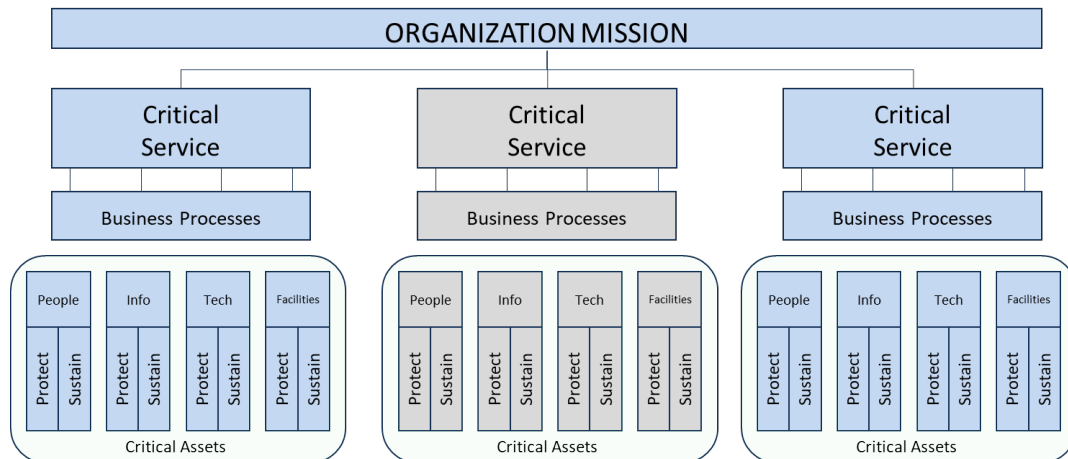 ORGANIZATION MISSION
Critical
Service
Critical
Service
Critical
Service
Business Processes
Business Processes
Business Processes
People
Info
Tech
Facilities
People
Info
Tech
Facilities
People
Info
Tech
Facilities
Protect
Sustain
Protect
Sustain
Protect
Sustain
Protect
Sustain
Protect
Sustain
Protect
Sustain
Protect
Sustain
Protect
Sustain
Protect
Sustain
Protect
Sustain
Protect
Sustain
Protect
Sustain
Critical Assets
Critical Assets
Critical Assets